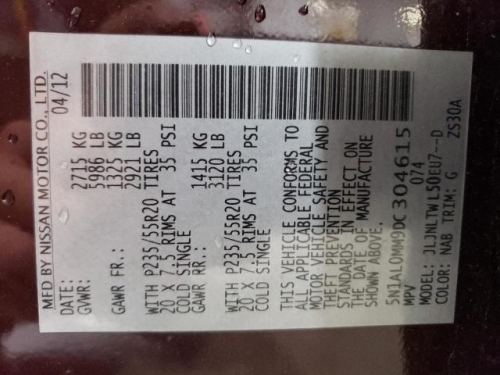 MFD BY NISSAN MOTOR CO., LTD.
DATE: 04/12
GVWR: 2715 KG
5986 LB
GAWR FR.: 1325 KG
2921 LB
WITH P235/55R20 TIRES
20 X 7.5 RIMS AT 35 PSI
COLD SINGLE
GAWR RR.: 1415 KG
3120 LB
WITH P235/55R20 TIRES
20 X 7.5 RIMS AT 35 PSI
COLD SINGLE
THIS VEHICLE CONFORMS TO
ALL APPLICABLE FEDERAL
MOTOR VEHICLE SAFETY AND
THEFT PREVENTION
STANDARDS IN EFFECT ON
THE DATE OF MANUFACTURE
SHOWN ABOVE.
5N1AL0MM9DC304615
MPV 074
MODEL: JLJNLTWL50EU7--D
COLOR: NAB TRIM: G ZS30A